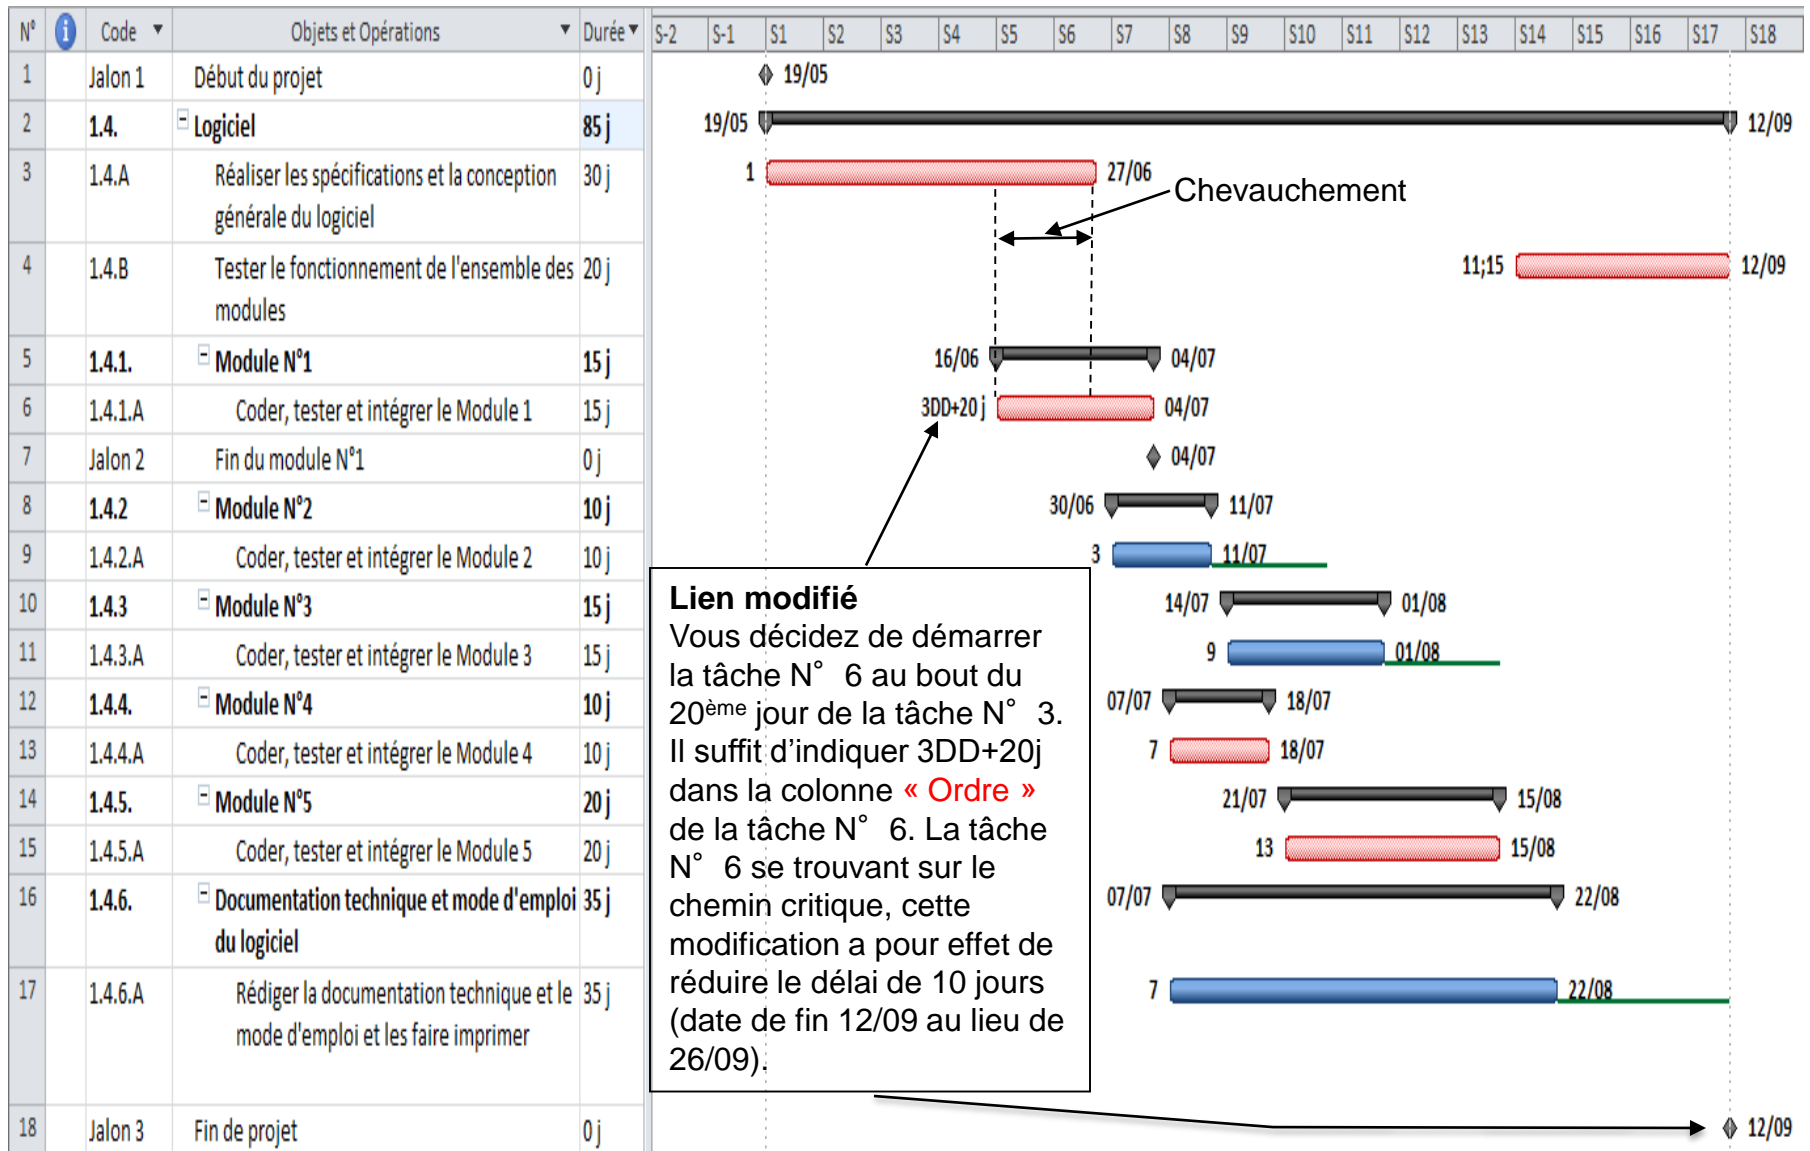 N° Code Objets et Opérations Durée S-2 S-1 S1 S2 S3 S4 S5 S6 S7 S8 S9 S10 S11 S12 S13 S14 S15 S16 S17 S18
1 Jalon 1 Début du projet 0 j 19/05
2 1.4. Logiciel 85 j 19/05 12/09
3 1.4.A Réaliser les spécifications et la conception 30 j 1 27/06
générale du logiciel
Chevauchement
4 1.4.B Tester le fonctionnement de l'ensemble des 20 j 11;15 12/09
modules
5 1.4.1. Module N°1 15 j 16/06 04/07
6 1.4.1.A Coder, tester et intégrer le Module 1 15 j 3DD+20 j 04/07
7 Jalon 2 Fin du module N°1 0 j 04/07
8 1.4.2 Module N°2 10 j 30/06 11/07
9 1.4.2.A Coder, tester et intégrer le Module 2 10 j 3 11/07
10 1.4.3 Module N°3 15 j 14/07 01/08
11 1.4.3.A Coder, tester et intégrer le Module 3 15 j 9 01/08
12 1.4.4. Module N°4 10 j 07/07 18/07
13 1.4.4.A Coder, tester et intégrer le Module 4 10 j 7 18/07
14 1.4.5. Module N°5 20 j 21/07 15/08
15 1.4.5.A Coder, tester et intégrer le Module 5 20 j 13 15/08
16 1.4.6. Documentation technique et mode d'emploi 35 j 07/07 22/08
du logiciel
17 1.4.6.A Rédiger la documentation technique et le 35 j 7 22/08
mode d'emploi et les faire imprimer
18 Jalon 3 Fin de projet 0 j 12/09
Lien modifié
Vous décidez de démarrer
la tâche N° 6 au bout du
20ème jour de la tâche N° 3.
Il suffit d'indiquer 3DD+20j
dans la colonne « Ordre »
de la tâche N° 6. La tâche
N° 6 se trouvant sur le
chemin critique, cette
modification a pour effet de
réduire le délai de 10 jours
(date de fin 12/09 au lieu de
26/09).